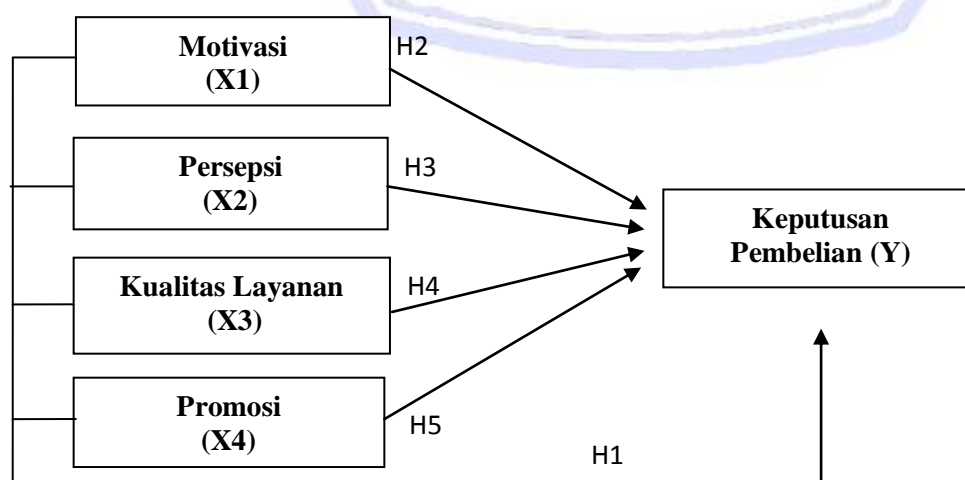 Motivasi
(X1)
H2
Persepsi
(X2)
H3
Keputusan
Pembelian (Y)
Kualitas Layanan
(X3)
H4
Promosi
(X4)
H5
H1